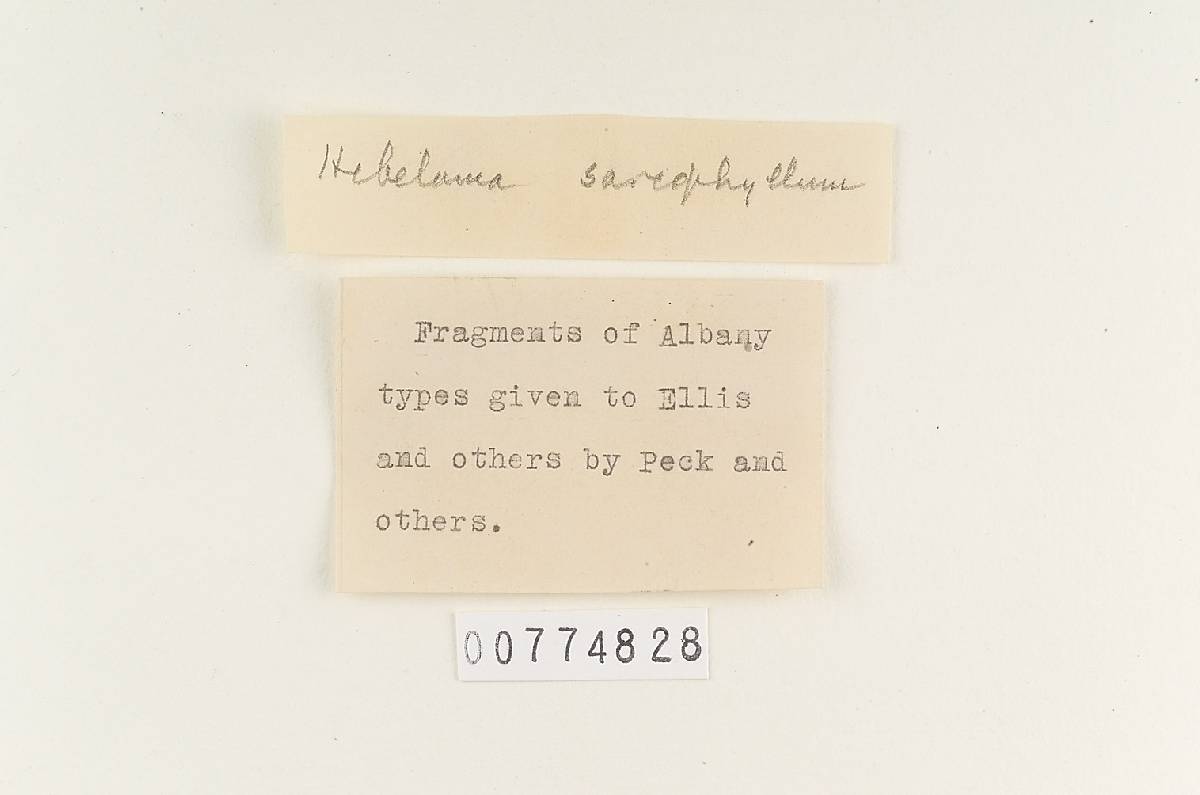 Hebeloma sarcophyllum
Fragments of Albany
types given to Ellis
and others by Peck and
others.
00774828